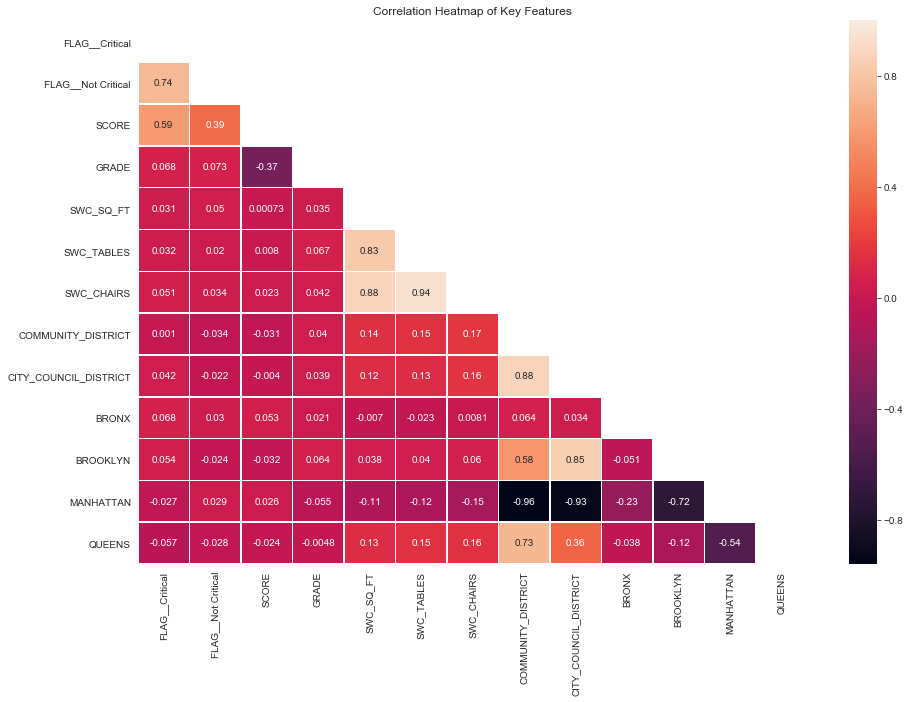 Correlation Heatmap of Key Features
FLAG__Critical
FLAG__Not Critical 0.74
SCORE 0.59 0.39
GRADE 0.068 0.073 -0.37
SWC_SQ_FT 0.031 0.05 0.00073 0.035
SWC_TABLES 0.032 0.02 0.008 0.067 0.83
SWC_CHAIRS 0.051 0.034 0.023 0.042 0.88 0.94
COMMUNITY_DISTRICT 0.001 -0.034 -0.031 0.04 0.14 0.15 0.17
CITY_COUNCIL_DISTRICT 0.042 -0.022 -0.004 0.039 0.12 0.13 0.16 0.88
BRONX 0.068 0.03 0.053 0.021 -0.007 -0.023 0.0081 0.064 0.034
BROOKLYN 0.054 -0.024 -0.032 0.064 0.038 0.04 0.06 0.58 0.85 -0.051
MANHATTAN -0.027 0.029 0.026 -0.055 -0.11 -0.12 -0.15 -0.96 -0.93 -0.23 -0.72
QUEENS -0.057 -0.028 -0.024 -0.0048 0.13 0.15 0.16 0.73 0.36 -0.038 -0.12 -0.54
FLAG__Critical
FLAG__Not Critical
SCORE
GRADE
SWC_SQ_FT
SWC_TABLES
SWC_CHAIRS
COMMUNITY_DISTRICT
CITY_COUNCIL_DISTRICT
BRONX
BROOKLYN
MANHATTAN
QUEENS
0.8
0.4
0.0
−0.4
−0.8